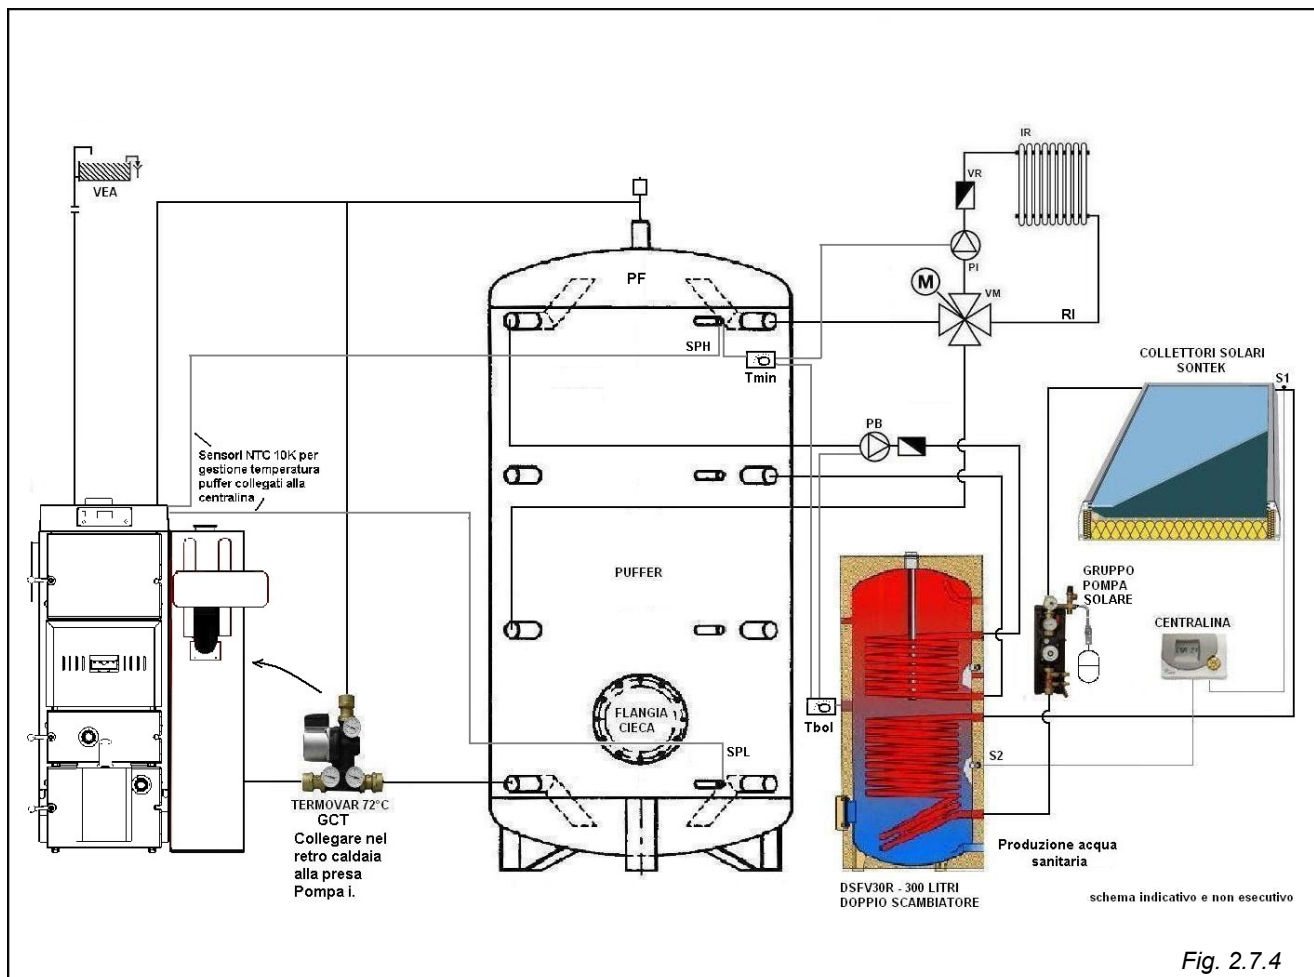 VEA
IR
VR
PI
M
VM
RI
PF
SPH
Tmin
COLLETTORI SOLARI
SONTEK
S1
PB
Sensori NTC 10K per
gestione temperatura
puffer collegati alla
centralina
PUFFER
GRUPPO
POMPA
SOLARE
CENTRALINA
FLANGIA
CIECA
Tbol
SPL
S2
TERMOVAR 72°C
GCT
Collegare nel
retro caldaia
alla presa
Pompa i.
Produzione acqua
sanitaria
DSFV30R - 300 LITRI
DOPPIO SCAMBIATORE
schema indicativo e non esecutivo
Fig. 2.7.4